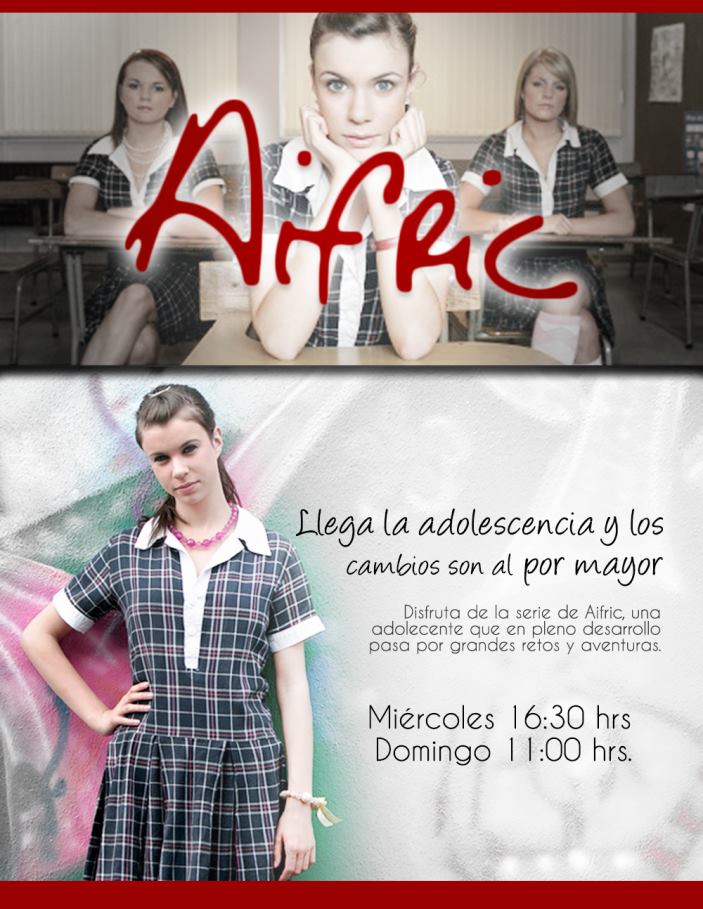 Aifric
Llega la adolescencia y los
cambios son al por mayor
Disfruta de la serie de Aifric, una
adolecente que en pleno desarrollo
pasa por grandes retos y aventuras.
Miércoles 16:30 hrs
Domingo 11:00 hrs.